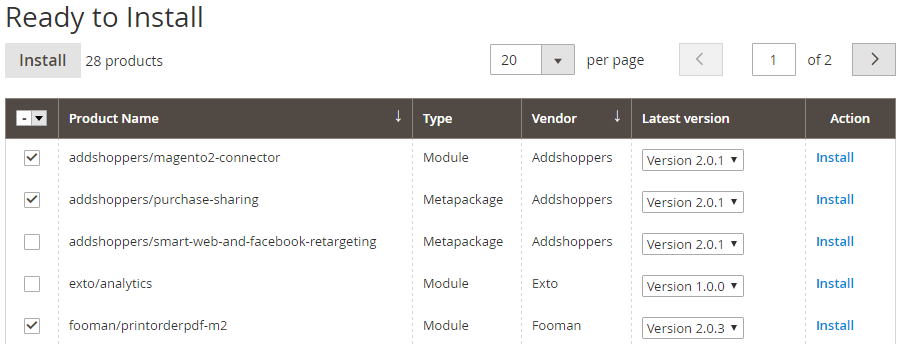 Ready to Install
Install 28 products 20 per page 1 of 2
- Product Name ↓ Type Vendor ↓ Latest version Action
addshoppers/magento2-connector Module Addshoppers Version 2.0.1 Install
addshoppers/purchase-sharing Metapackage Addshoppers Version 2.0.1 Install
addshoppers/smart-web-and-facebook-retargeting Metapackage Addshoppers Version 2.0.1 Install
exto/analytics Module Exto Version 1.0.0 Install
fooman/printorderpdf-m2 Module Fooman Version 2.0.3 Install